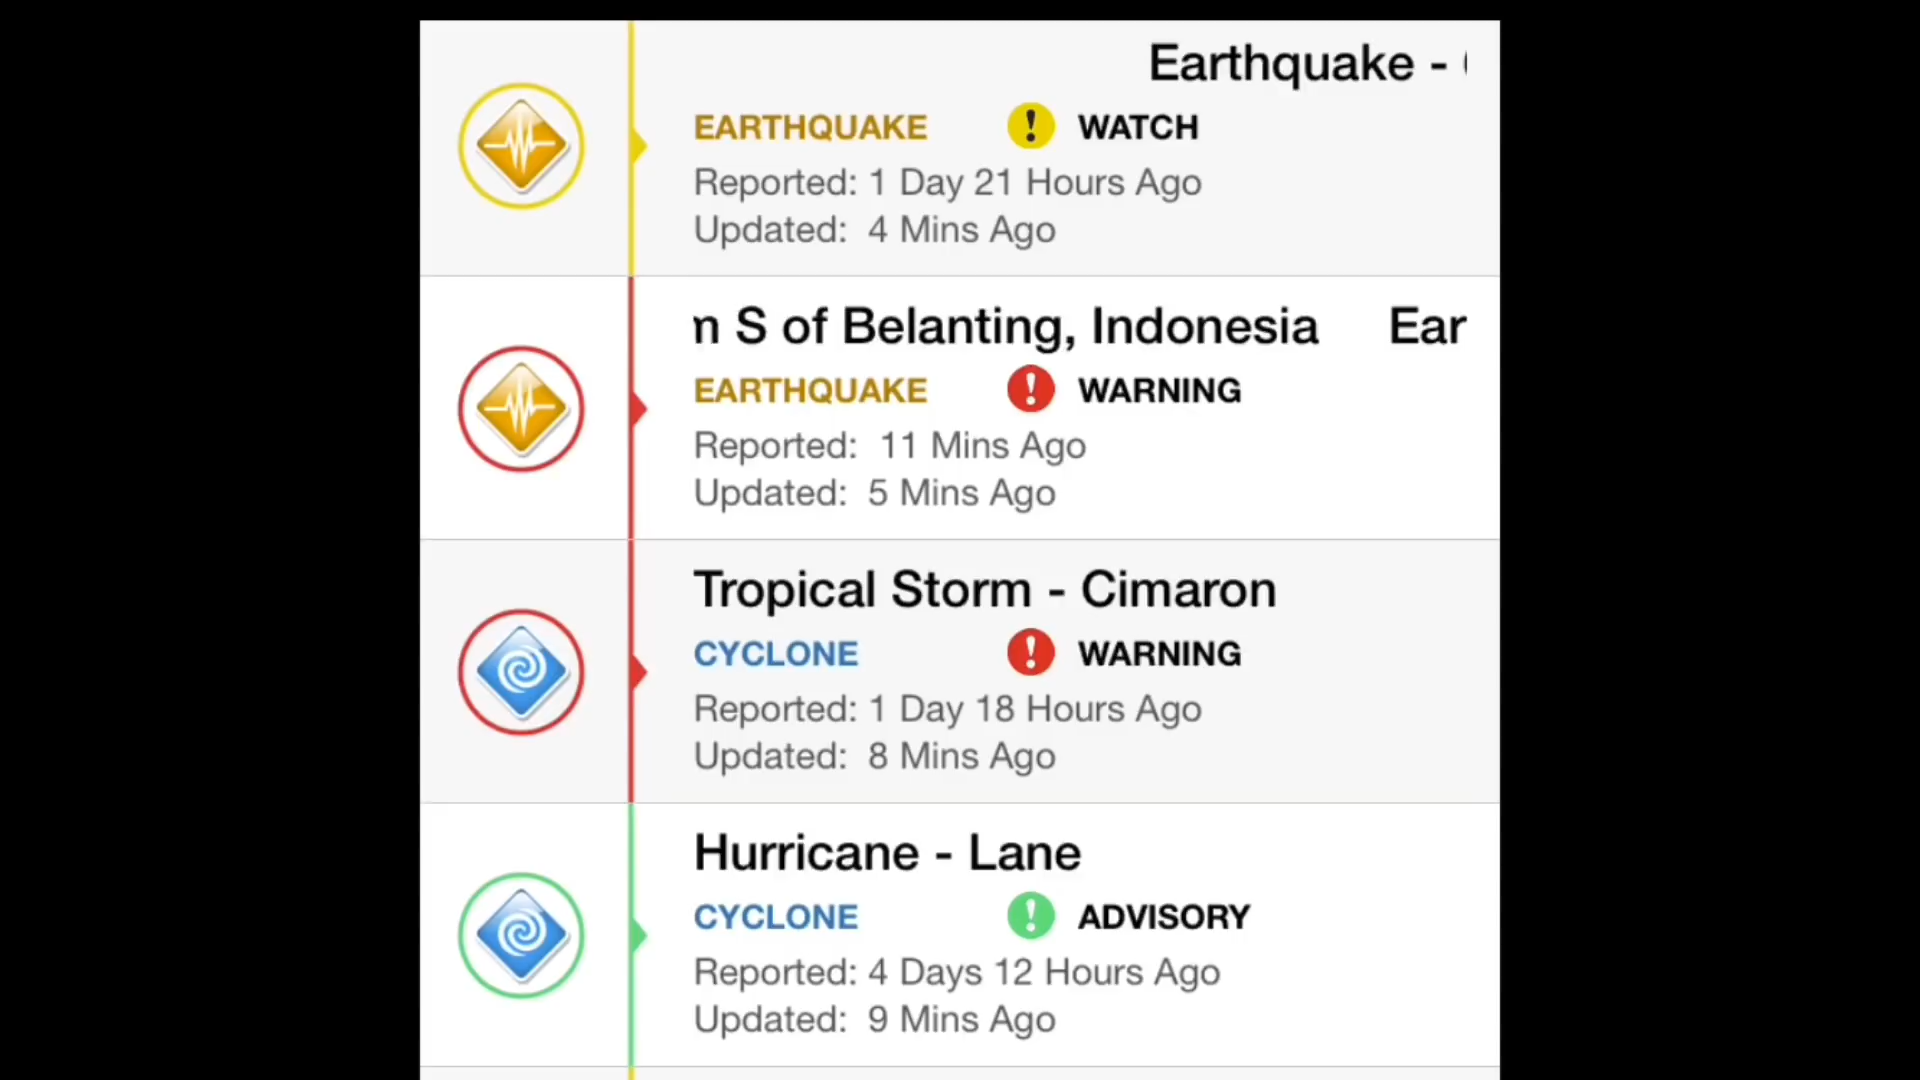 Earthquake -
EARTHQUAKE ! WATCH
Reported: 1 Day 21 Hours Ago
Updated: 4 Mins Ago
m S of Belanting, Indonesia Ear
EARTHQUAKE ! WARNING
Reported: 11 Mins Ago
Updated: 5 Mins Ago
Tropical Storm - Cimaron
CYCLONE ! WARNING
Reported: 1 Day 18 Hours Ago
Updated: 8 Mins Ago
Hurricane - Lane
CYCLONE ! ADVISORY
Reported: 4 Days 12 Hours Ago
Updated: 9 Mins Ago